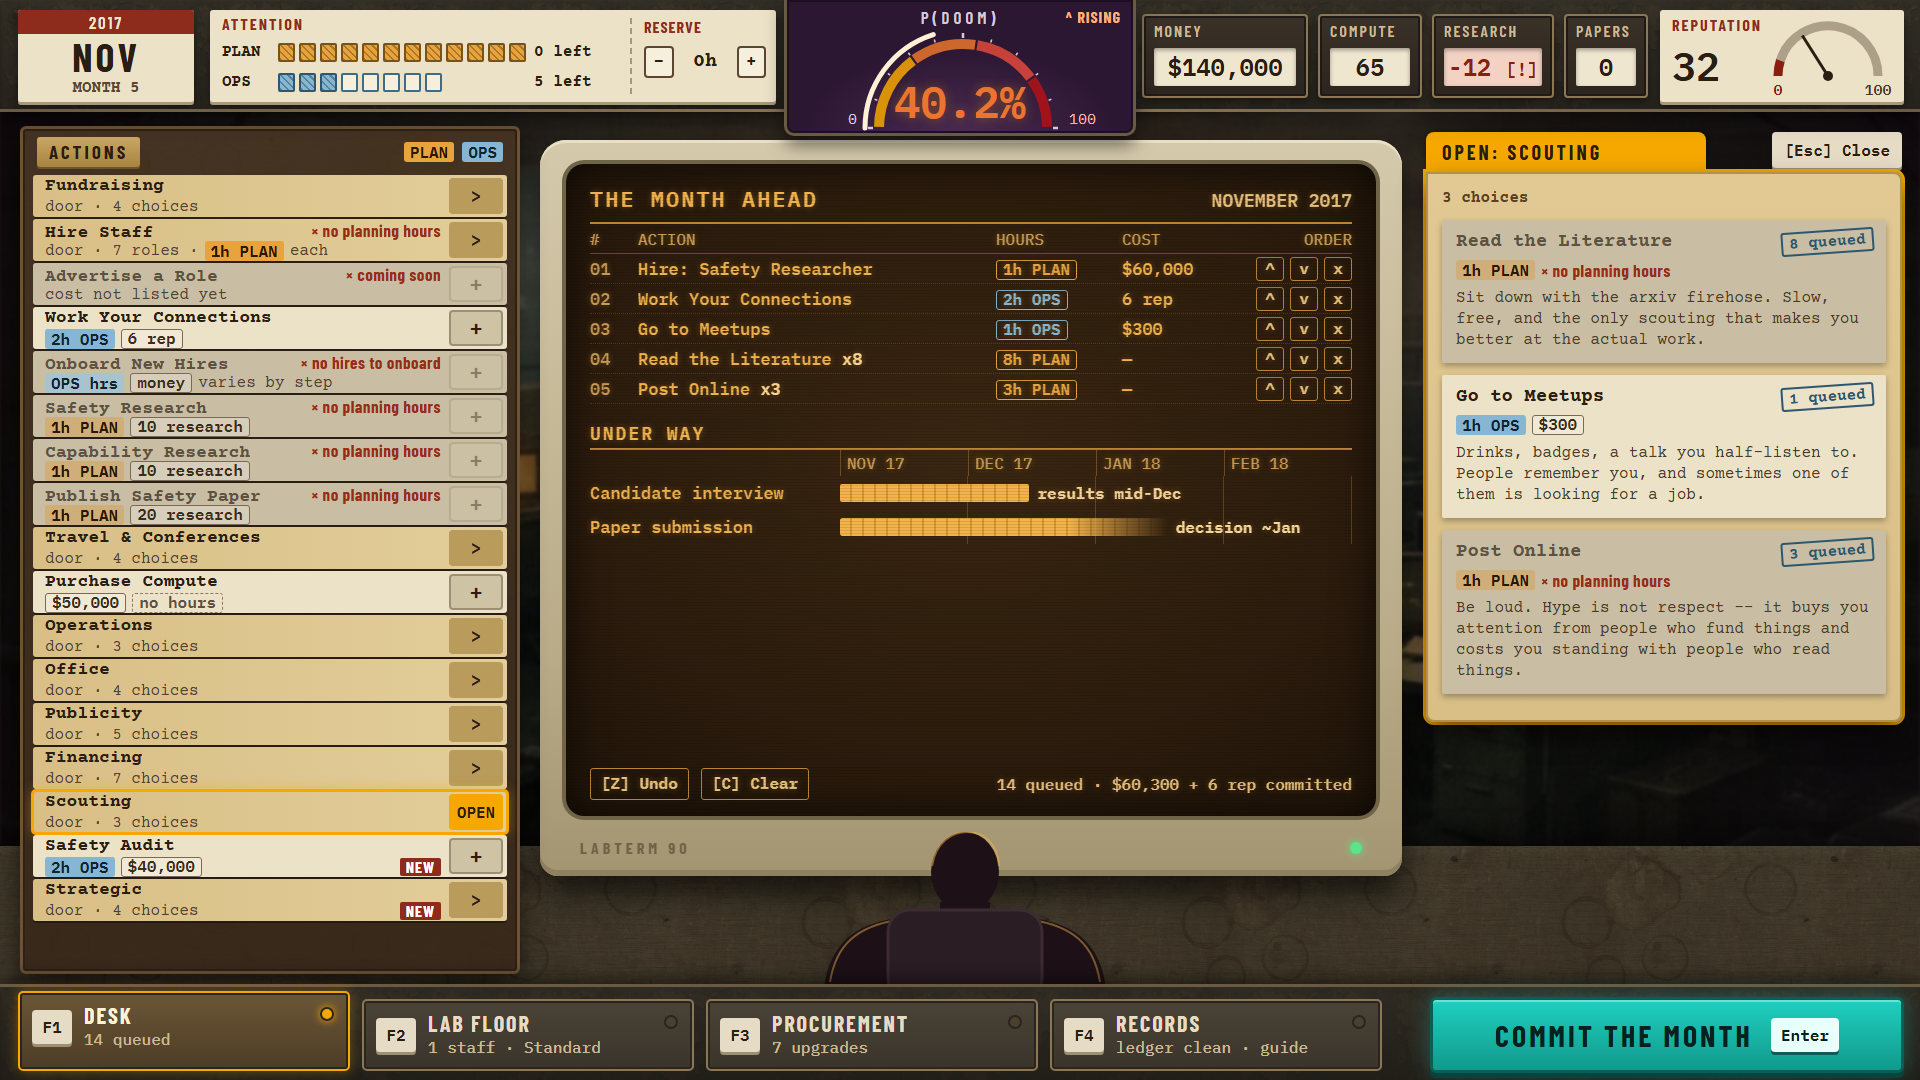 2017
NOV
MONTH 5
ATTENTION
PLAN 0 left
OPS 5 left
RESERVE
- 0h +
P(DOOM)
^ RISING
40.2%
0 100
MONEY
$140,000
COMPUTE
65
RESEARCH
-12 [!]
PAPERS
0
REPUTATION
32
0 100
ACTIONS
PLAN OPS
Fundraising
door · 4 choices
>
Hire Staff
× no planning hours
door · 7 roles · 1h PLAN each
>
Advertise a Role
× coming soon
cost not listed yet
+
Work Your Connections
2h OPS 6 rep
+
Onboard New Hires
× no hires to onboard
OPS hrs money varies by step
+
Safety Research
× no planning hours
1h PLAN 10 research
+
Capability Research
× no planning hours
1h PLAN 10 research
+
Publish Safety Paper
× no planning hours
1h PLAN 20 research
+
Travel & Conferences
door · 4 choices
>
Purchase Compute
$50,000 no hours
+
Operations
door · 3 choices
>
Office
door · 4 choices
>
Publicity
door · 5 choices
>
Financing
door · 7 choices
>
Scouting
door · 3 choices
OPEN
Safety Audit
2h OPS $40,000
NEW
+
Strategic
door · 4 choices
NEW
>
THE MONTH AHEAD
NOVEMBER 2017
# ACTION HOURS COST ORDER
01 Hire: Safety Researcher 1h PLAN $60,000 ^ v x
02 Work Your Connections 2h OPS 6 rep ^ v x
03 Go to Meetups 1h OPS $300 ^ v x
04 Read the Literature x8 8h PLAN — ^ v x
05 Post Online x3 3h PLAN — ^ v x
UNDER WAY
NOV 17 DEC 17 JAN 18 FEB 18
Candidate interview results mid-Dec
Paper submission decision ~Jan
[Z] Undo [C] Clear
14 queued · $60,300 + 6 rep committed
LABTERM 90
OPEN: SCOUTING
[Esc] Close
3 choices
Read the Literature
8 queued
1h PLAN × no planning hours
Sit down with the arxiv firehose. Slow,
free, and the only scouting that makes you
better at the actual work.
Go to Meetups
1 queued
1h OPS $300
Drinks, badges, a talk you half-listen to.
People remember you, and sometimes one of
them is looking for a job.
Post Online
3 queued
1h PLAN × no planning hours
Be loud. Hype is not respect -- it buys you
attention from people who fund things and
costs you standing with people who read
things.
F1 DESK
14 queued
F2 LAB FLOOR
1 staff · Standard
F3 PROCUREMENT
7 upgrades
F4 RECORDS
ledger clean · guide
COMMIT THE MONTH Enter